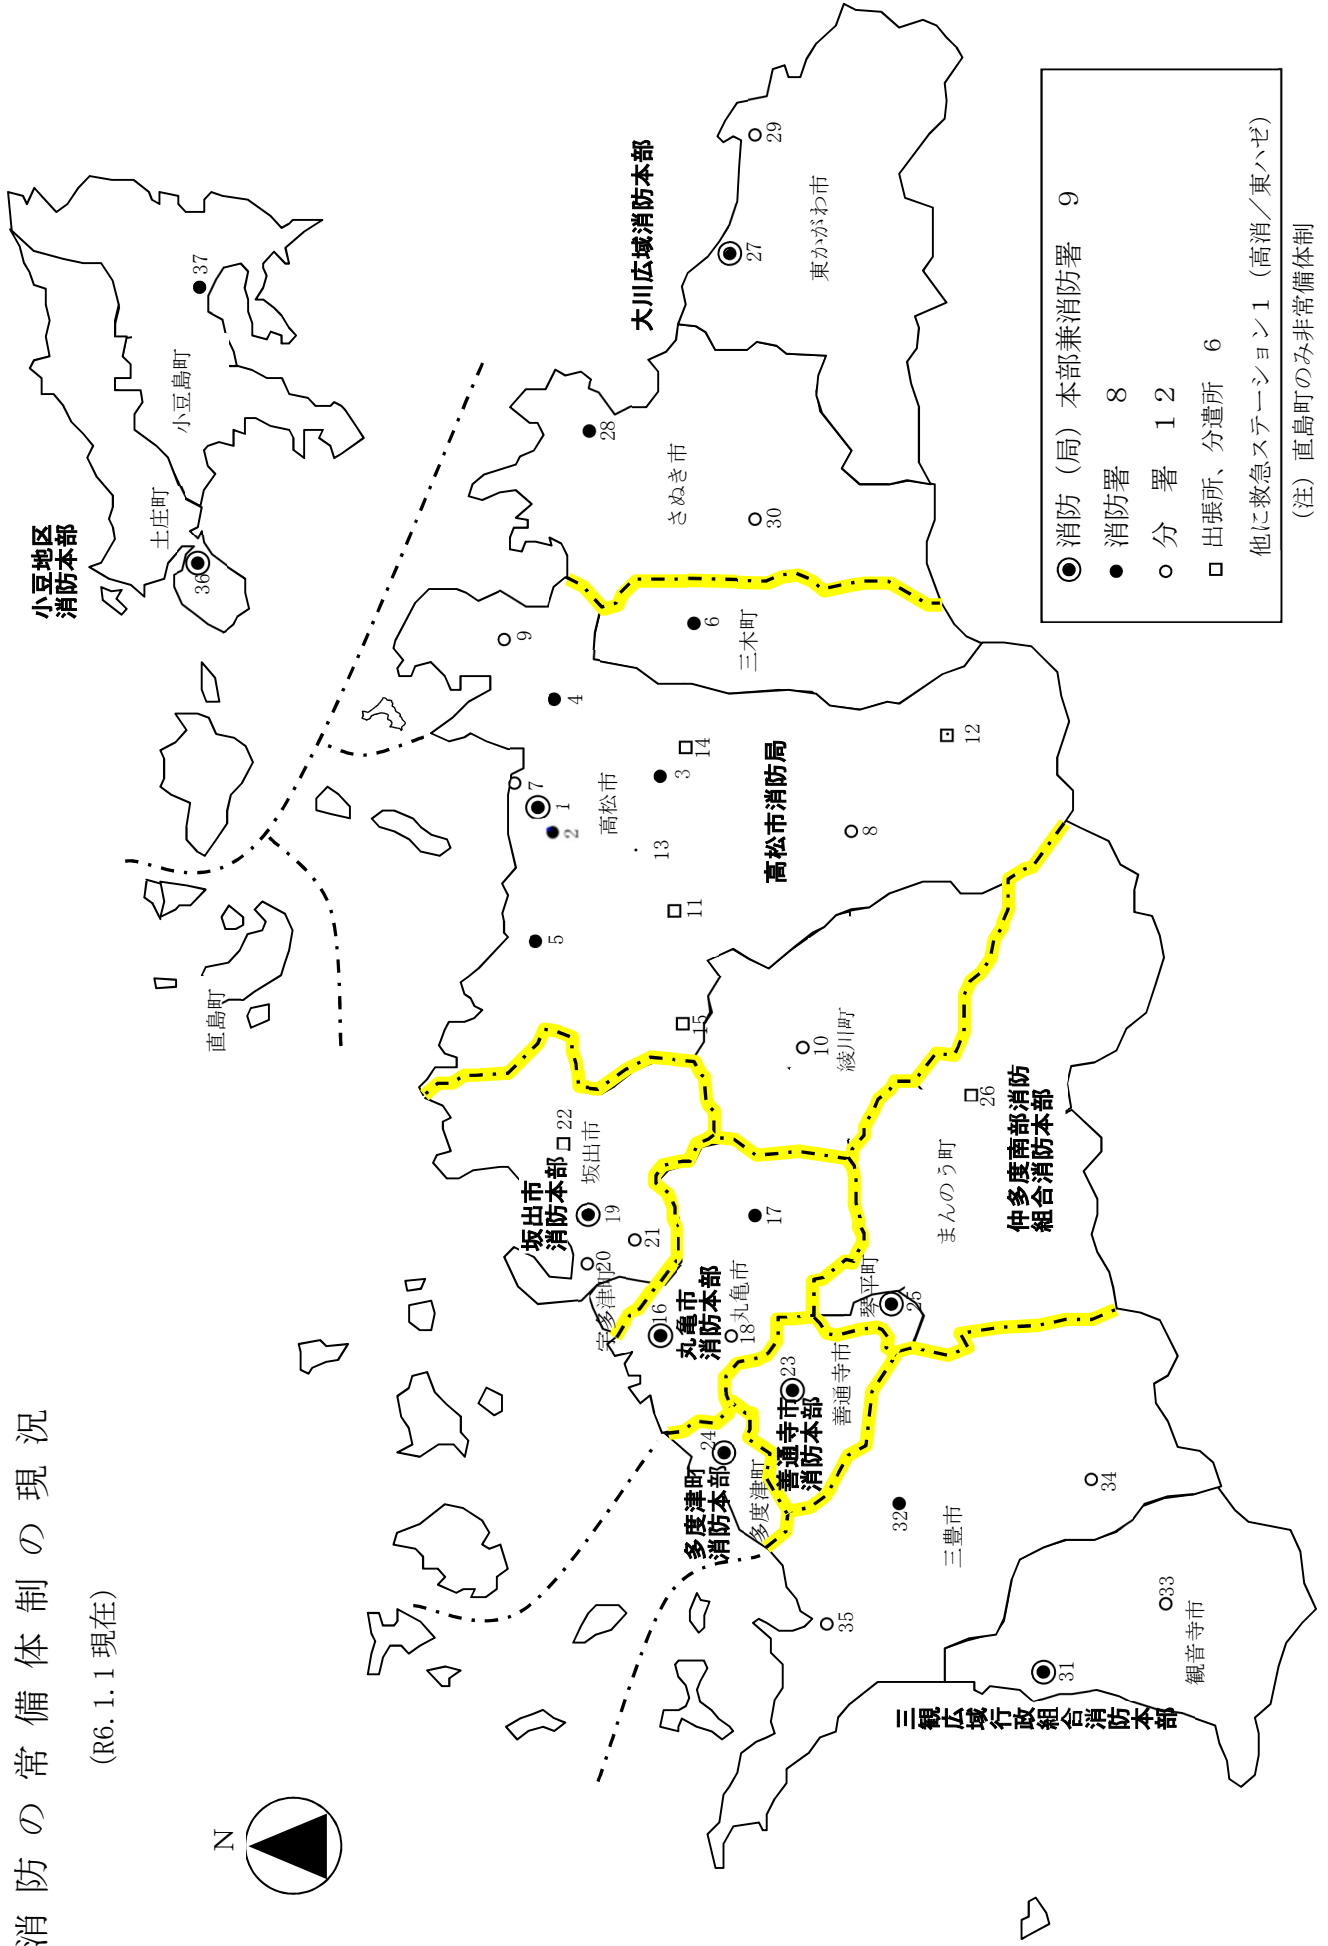 消防の常備体制の現況
(R6.1.1現在)
N
小豆地区
消防本部
土庄町
36
小豆島町
37
直島町
大川広域消防本部
29
27
東かがわ市
28
さぬき市
30
9
4
6
三木町
7
1
2
高松市
3
14
12
高松市消防局
13
8
11
5
15
10
綾川町
22
坂出市
坂出市
消防本部
19
20
21
宇多津町
17
16
丸亀市
消防本部
丸亀市
18
26
仲多度南部消防
組合消防本部
まんのう町
琴平町
25
23
善通寺市
善通寺市
消防本部
24
多度津町
多度津町
消防本部
32
三豊市
34
35
33
観音寺市
31
三観広域行政組合消防本部
消防（局）本部兼消防署 9
消防署 8
分署 12
出張所、分遣所 6
他に救急ステーション1（高消／東ハゼ）
(注) 直島町のみ非常備体制